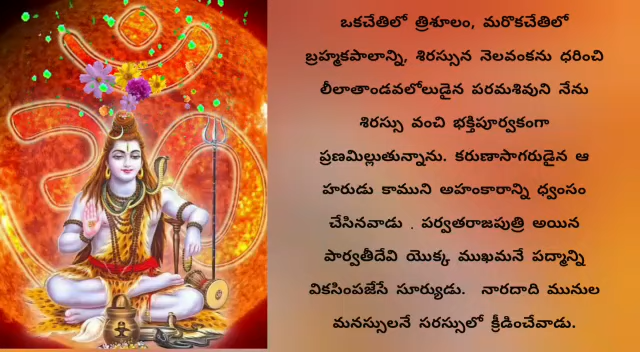 ఒకచేతిలో త్రిశూలం, మరొకచేతిలో
బ్రహ్మకపాలాన్ని, శిరస్సున నెలవంకను ధరించి
లీలాతాండవలోలుడైన పరమశివుని నేను
శిరస్సు వంచి భక్తిపూర్వకంగా
ప్రణమిల్లుతున్నాను. కరుణాసాగరుడైన ఆ
హరుడు కాముని అహంకారాన్ని ధ్వంసం
చేసినవాడు . పర్వతరాజపుత్రి అయిన
పార్వతీదేవి యొక్క ముఖమనే పద్మాన్ని
వికసింపజేసే సూర్యుడు. నారదాది మునుల
మనస్సులనే సరస్సులో క్రీడించేవాడు.